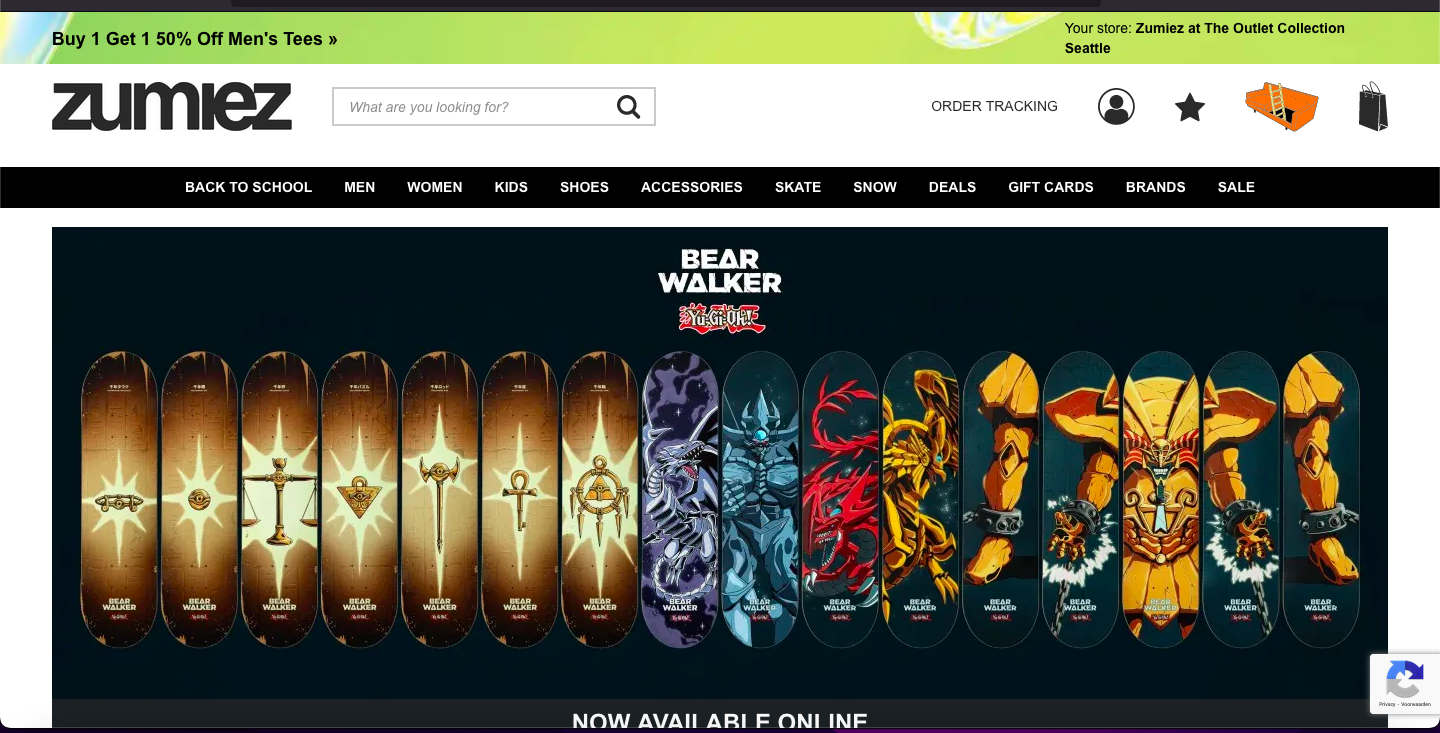 Buy 1 Get 1 50% Off Men's Tees »
Your store: Zumiez at The Outlet Collection
Seattle
zumiez
What are you looking for?
ORDER TRACKING
BACK TO SCHOOL MEN WOMEN KIDS SHOES ACCESSORIES SKATE SNOW DEALS GIFT CARDS BRANDS SALE
BEAR
WALKER
Yu-Gi-Oh!
BEAR WALKER BEAR WALKER BEAR WALKER BEAR WALKER BEAR WALKER BEAR WALKER BEAR WALKER BEAR WALKER BEAR WALKER BEAR WALKER BEAR WALKER BEAR WALKER BEAR WALKER BEAR WALKER BEAR WALKER BEAR WALKER
NOW AVAILABLE ONLINE
Privacy - Voorwaarden